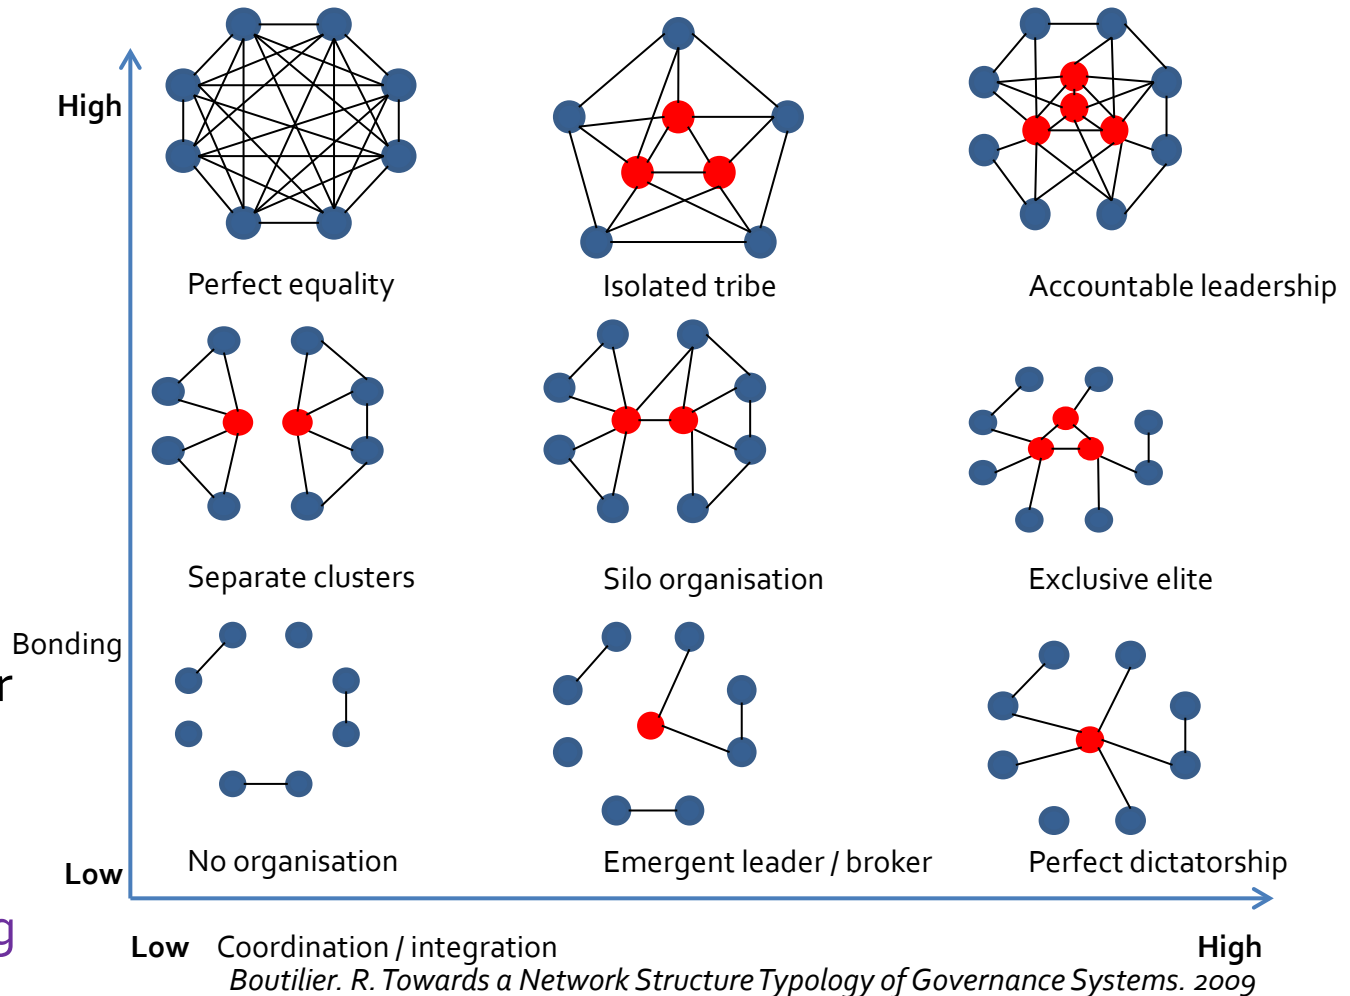 High
Perfect equality
Isolated tribe
Accountable leadership
Separate clusters
Silo organisation
Exclusive elite
Bonding
r
No organisation
Emergent leader / broker
Perfect dictatorship
Low
g
Low Coordination / integration High
Boutilier. R. Towards a Network Structure Typology of Governance Systems. 2009